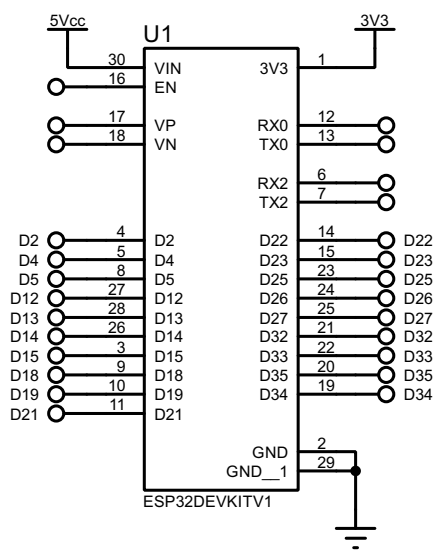 5Vcc U1 3V3
30 VIN 3V3 1
16 EN
17 VP RX0 12
18 VN TX0 13
RX2 6
TX2 7
D2 4 D2 D22 14 D22
D4 5 D4 D23 15 D23
D5 8 D5 D25 23 D25
D12 27 D12 D26 24 D26
D13 28 D13 D27 25 D27
D14 26 D14 D32 21 D32
D15 3 D15 D33 22 D33
D18 9 D18 D35 20 D35
D19 10 D19 D34 19 D34
D21 11 D21
GND 2
GND__1 29
ESP32DEVKITV1